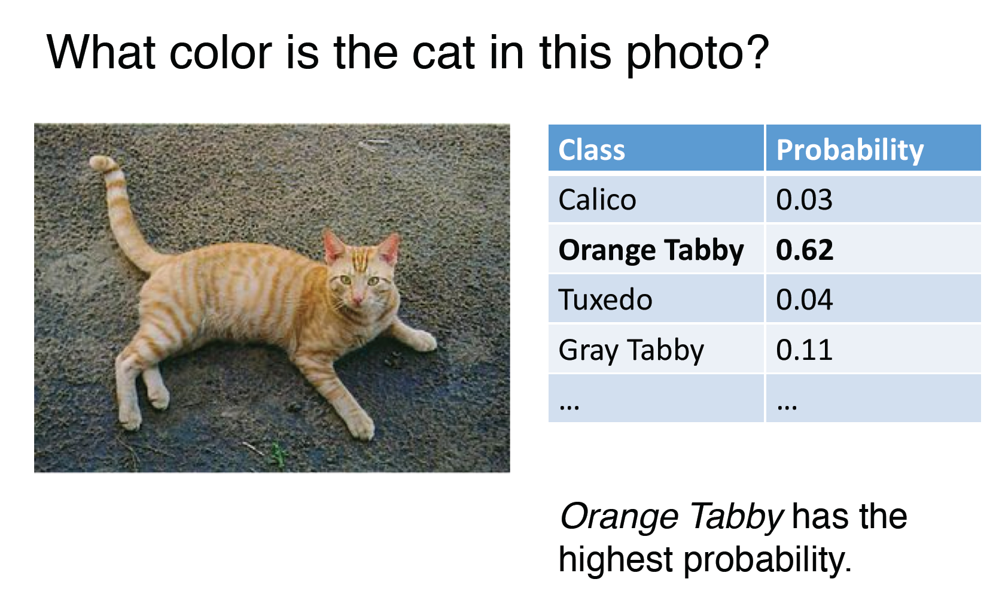 What color is the cat in this photo?
Class Probability
Calico 0.03
Orange Tabby 0.62
Tuxedo 0.04
Gray Tabby 0.11
... ...
Orange Tabby has the
highest probability.